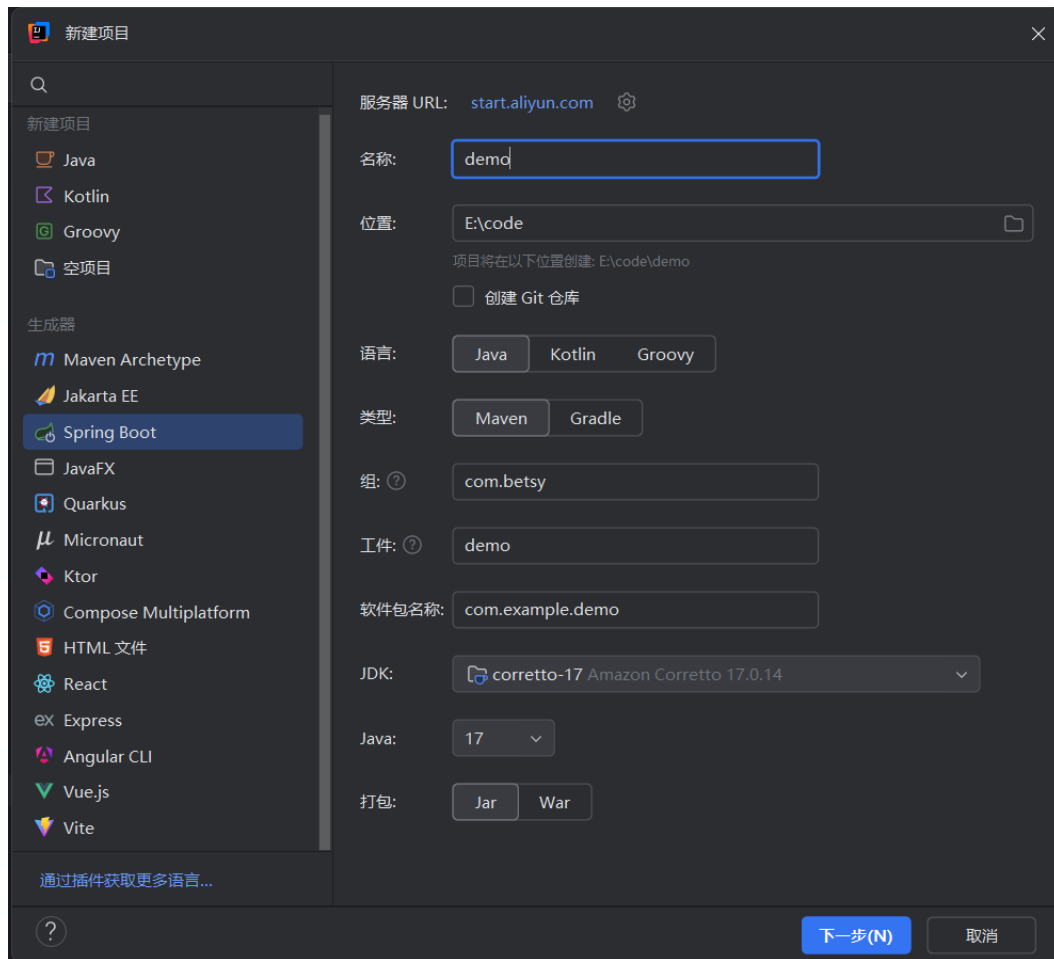 新建项目
新建项目
Java
Kotlin
Groovy
空项目
生成器
Maven Archetype
Jakarta EE
Spring Boot
JavaFX
Quarkus
Micronaut
Ktor
Compose Multiplatform
HTML 文件
React
Express
Angular CLI
Vue.js
Vite
通过插件获取更多语言...
服务器 URL: start.aliyun.com
名称: demo
位置: E:\code
项目将在以下位置创建: E:\code\demo
创建 Git 仓库
语言: Java Kotlin Groovy
类型: Maven Gradle
组: com.betsy
工件: demo
软件包名称: com.example.demo
JDK: corretto-17 Amazon Corretto 17.0.14
Java: 17
打包: Jar War
下一步(N) 取消